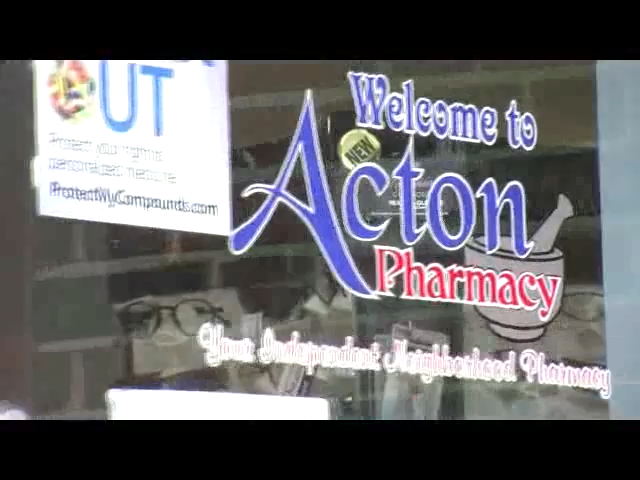 UT
Protect your right to
personalized medicine
ProtectMyCompounds.com
Welcome to
NEW
Acton
Pharmacy
Your Independent Neighborhood Pharmacy